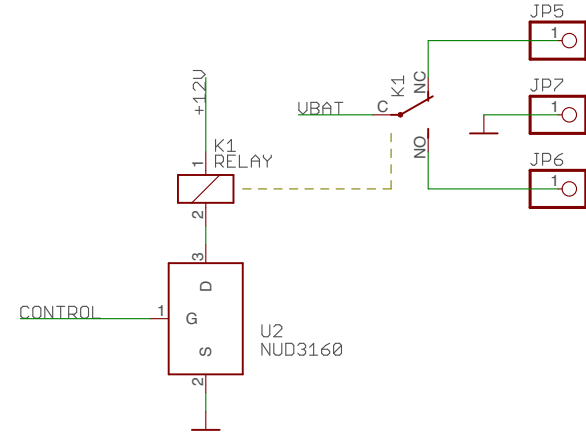 JP5
1
JP7
1
JP6
1
K1
NC
C
NO
VBAT
+12V
K1
RELAY
1
2
3
D
CONTROL
1
G
S
2
U2
NUD3160